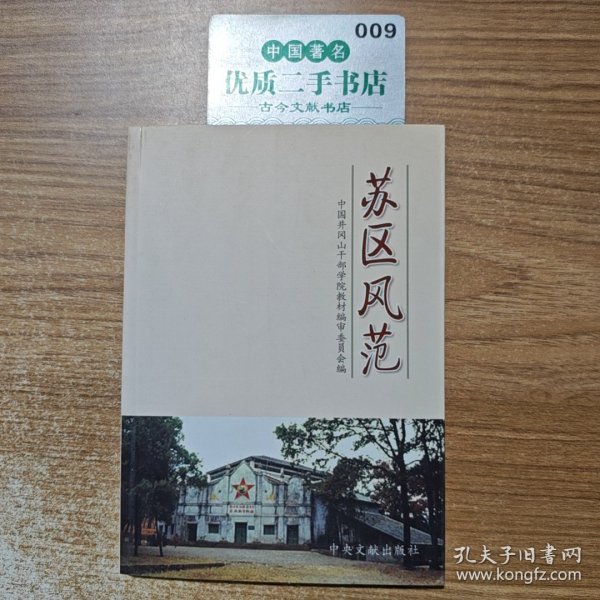 009
中国著名
优质二手书店
古今文献书店
苏区风范
中国井冈山干部学院教材编审委员会编
中央文献出版社
孔夫子旧书网
www.kongfz.com